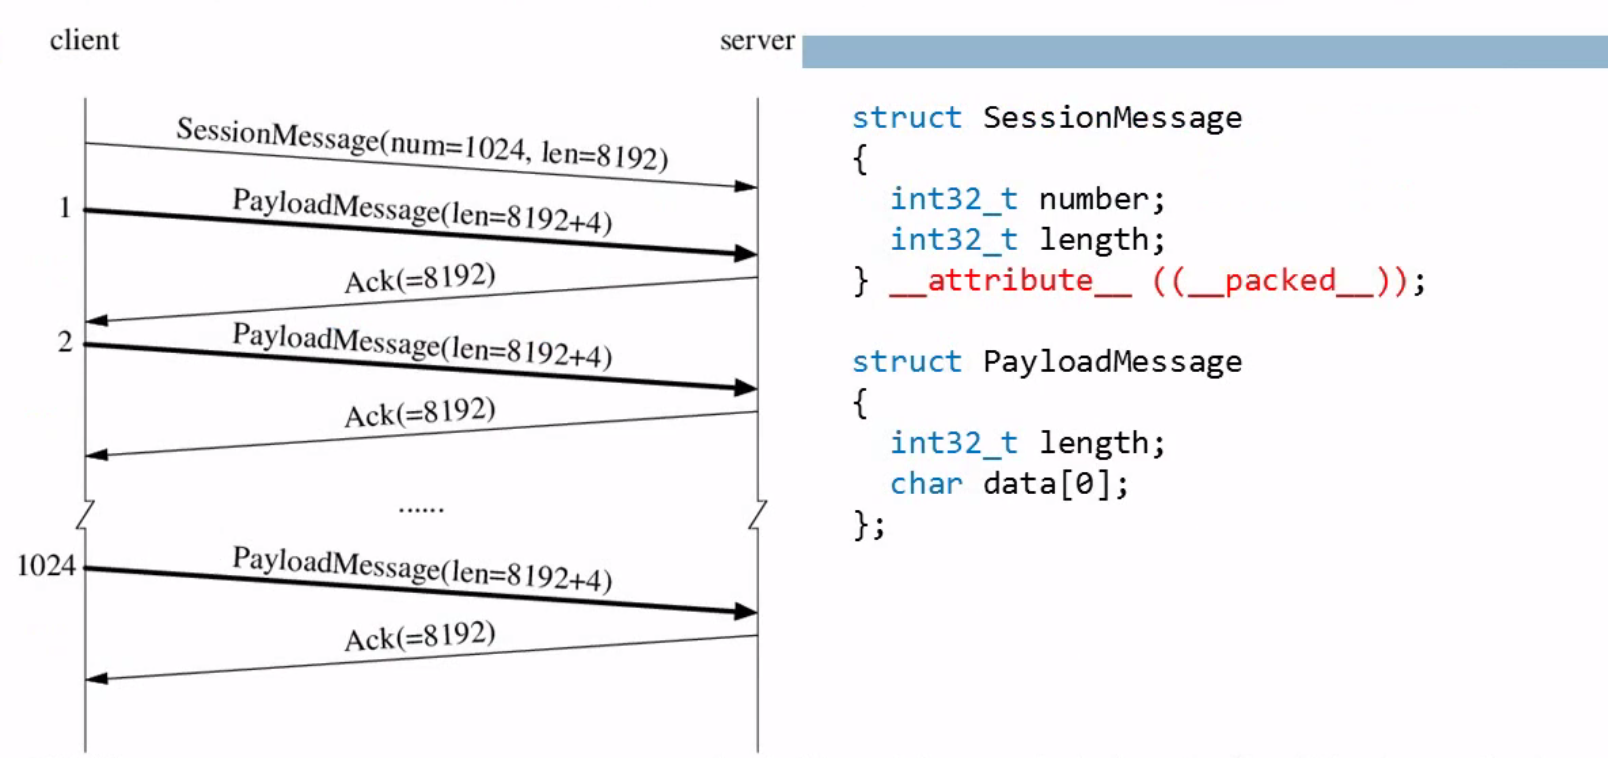 client
server
SessionMessage(num=1024, len=8192)
1
PayloadMessage(len=8192+4)
Ack(=8192)
2
PayloadMessage(len=8192+4)
Ack(=8192)
......
1024
PayloadMessage(len=8192+4)
Ack(=8192)
struct SessionMessage
{
int32_t number;
int32_t length;
} __attribute__ ((__packed__));
struct PayloadMessage
{
int32_t length;
char data[0];
};